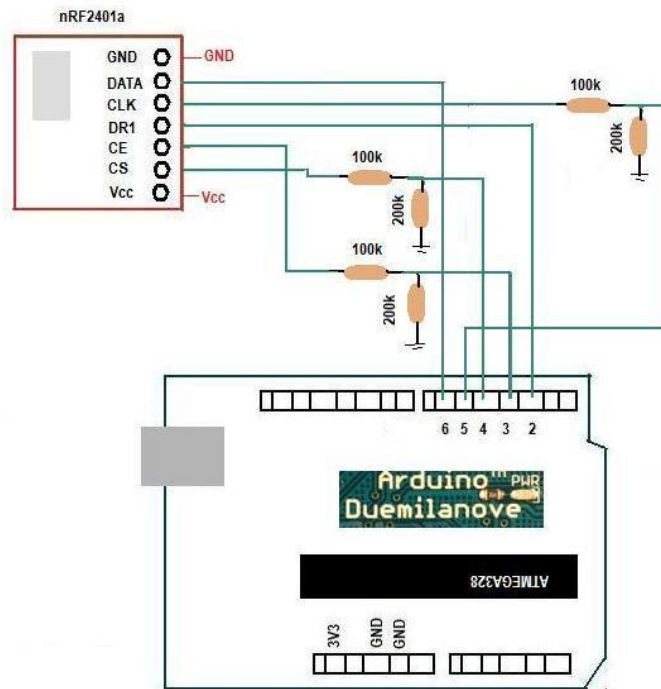 nRF2401a
GND
GND
DATA
CLK
DR1
CE
CS
Vcc
Vcc
100k
200k
100k
200k
100k
200k
6 5 4 3 2
Arduino TM PWR
Duemilanove
ATMEGA328
3V3
GND
GND